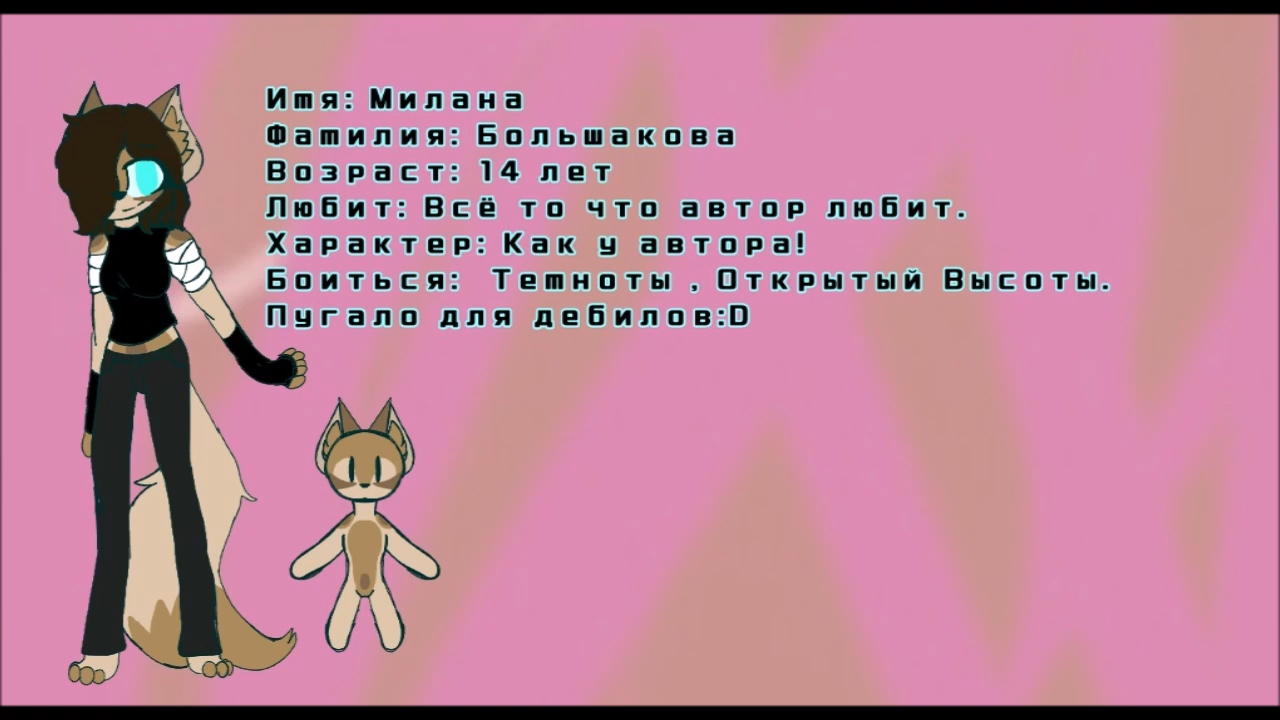 Имя: Милана
Фамилия: Большакова
Возраст: 14 лет
Любит: Всё то что автор любит.
Характер: Как у автора!
Боиться: Темноты , Открытый Высоты.
Пугало для дебилов:D